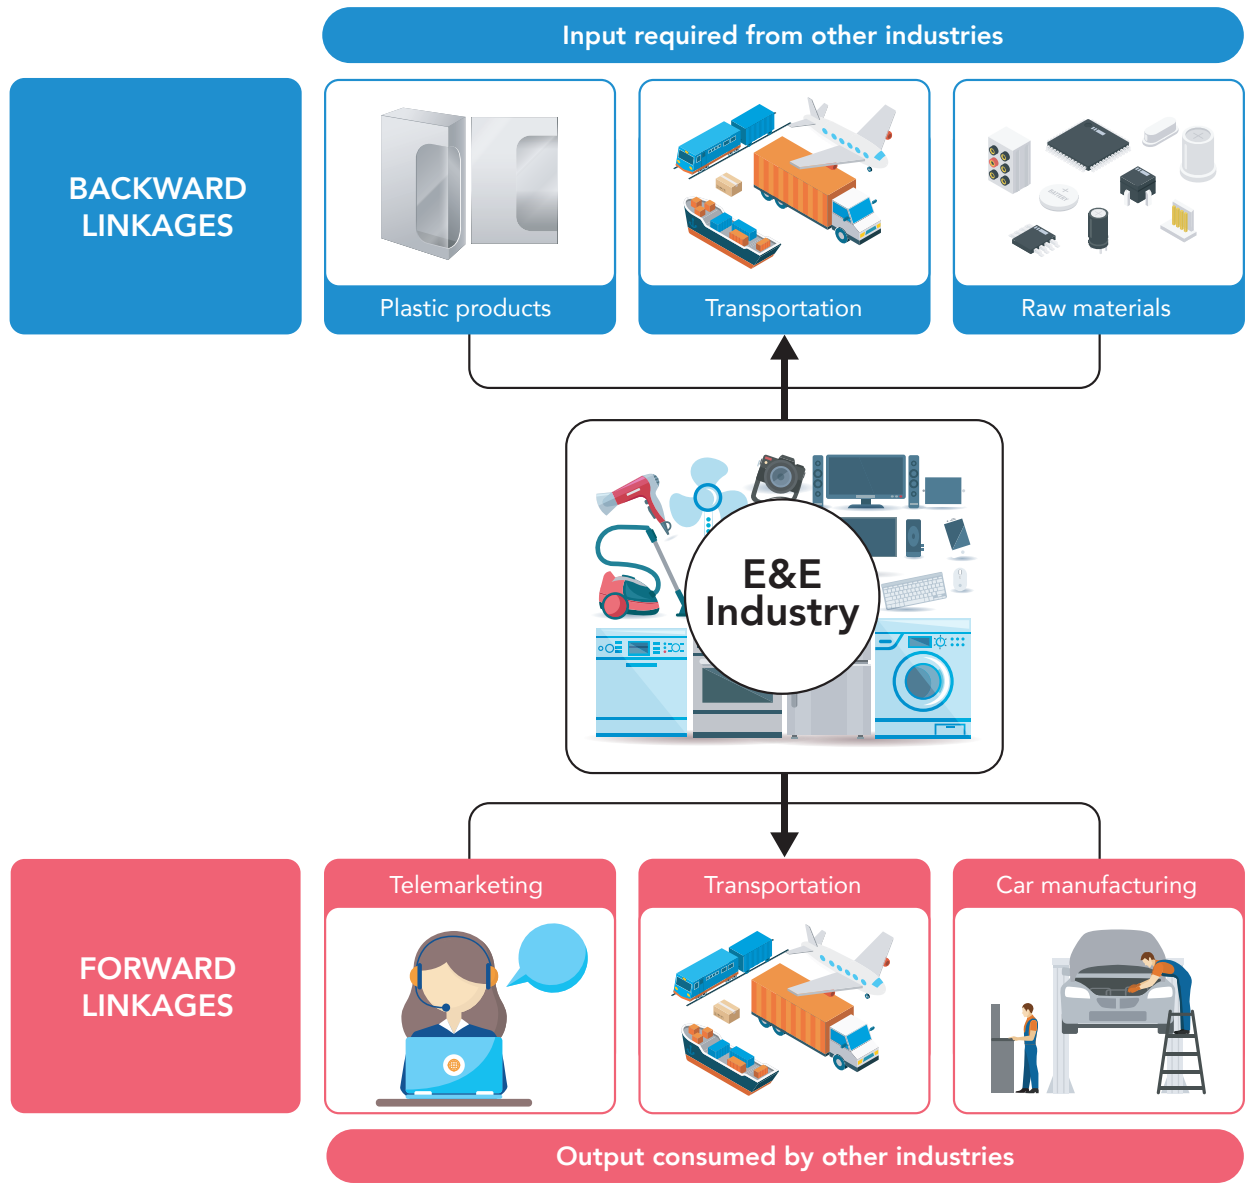 Input required from other industries
BACKWARD
LINKAGES
Plastic products
Transportation
Raw materials
E&E
Industry
Telemarketing
Transportation
Car manufacturing
FORWARD
LINKAGES
Output consumed by other industries